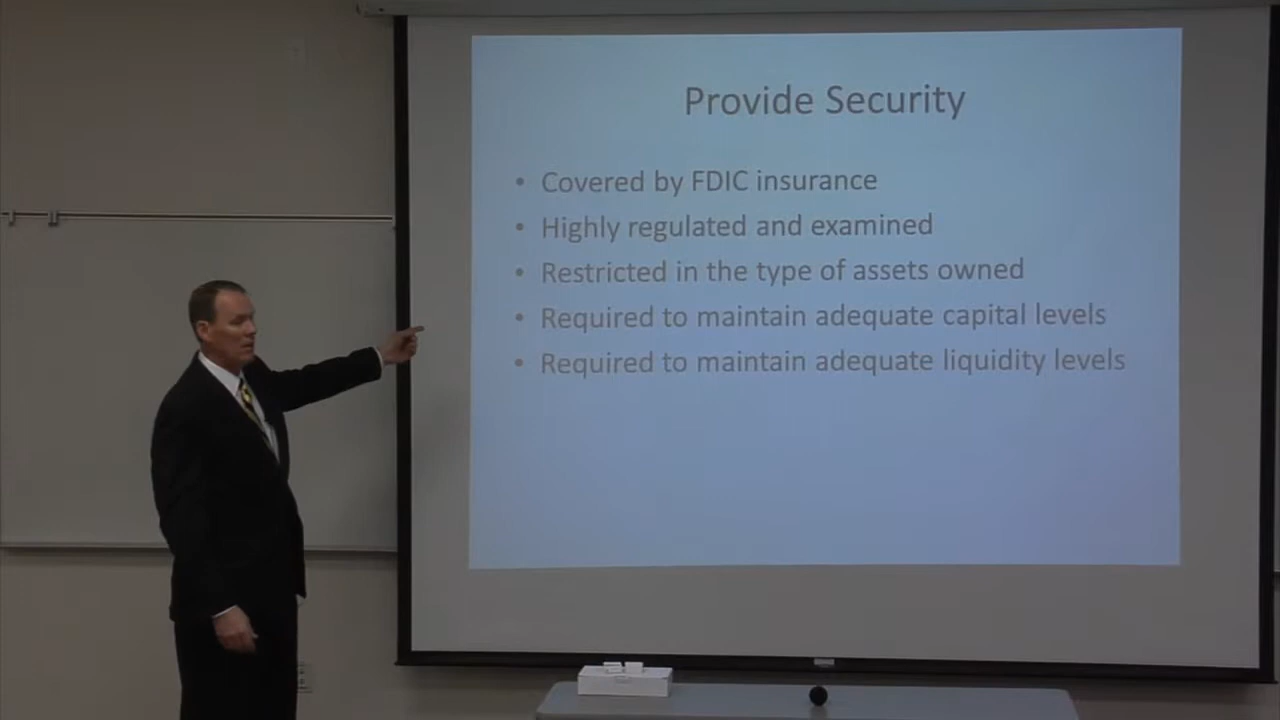 Provide Security
• Covered by FDIC insurance
• Highly regulated and examined
• Restricted in the type of assets owned
• Required to maintain adequate capital levels
• Required to maintain adequate liquidity levels